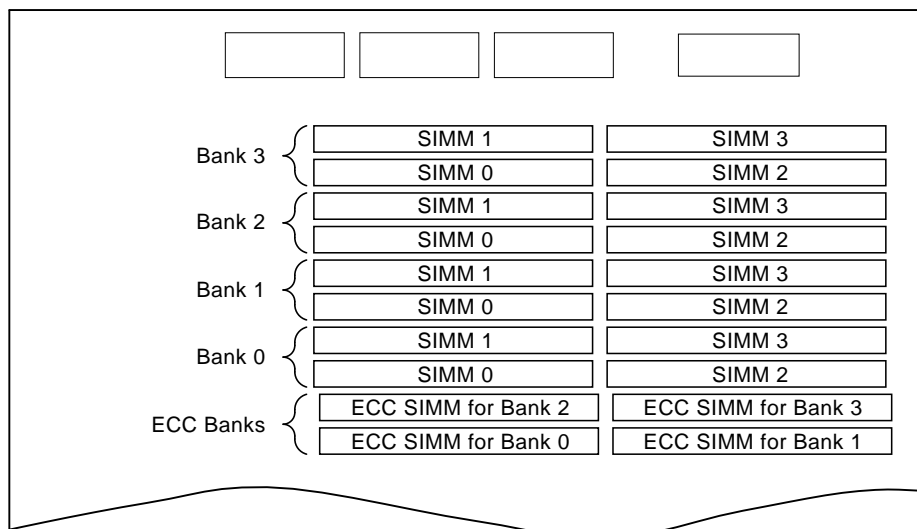 Bank 3
SIMM 1 SIMM 3
SIMM 0 SIMM 2
Bank 2
SIMM 1 SIMM 3
SIMM 0 SIMM 2
Bank 1
SIMM 1 SIMM 3
SIMM 0 SIMM 2
Bank 0
SIMM 1 SIMM 3
SIMM 0 SIMM 2
ECC Banks
ECC SIMM for Bank 2 ECC SIMM for Bank 3
ECC SIMM for Bank 0 ECC SIMM for Bank 1